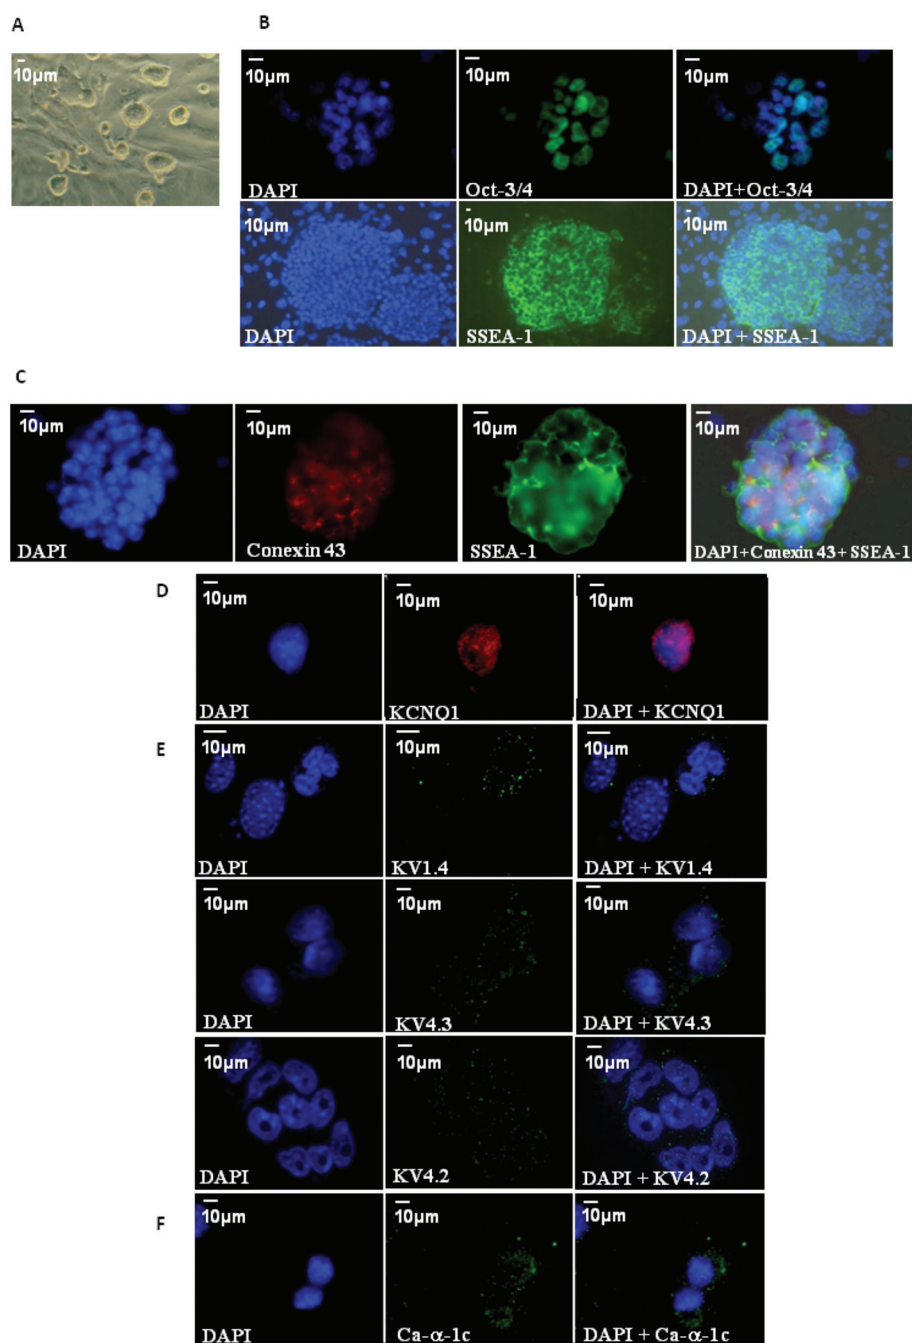 A
B
10μm
10μm
10μm
10μm
DAPI
Oct-3/4
DAPI+Oct-3/4
10μm
10μm
10μm
DAPI
SSEA-1
DAPI + SSEA-1
C
10μm
10μm
10μm
10μm
DAPI
Conexin 43
SSEA-1
DAPI+Conexin 43+ SSEA-1
D
10μm
10μm
10μm
DAPI
KCNQ1
DAPI + KCNQ1
E
10μm
10μm
10μm
DAPI
KV1.4
DAPI + KV1.4
10μm
10μm
10μm
DAPI
KV4.3
DAPI + KV4.3
10μm
10μm
10μm
DAPI
KV4.2
DAPI + KV4.2
F
10μm
10μm
10μm
DAPI
Ca-α-1c
DAPI + Ca-α-1c